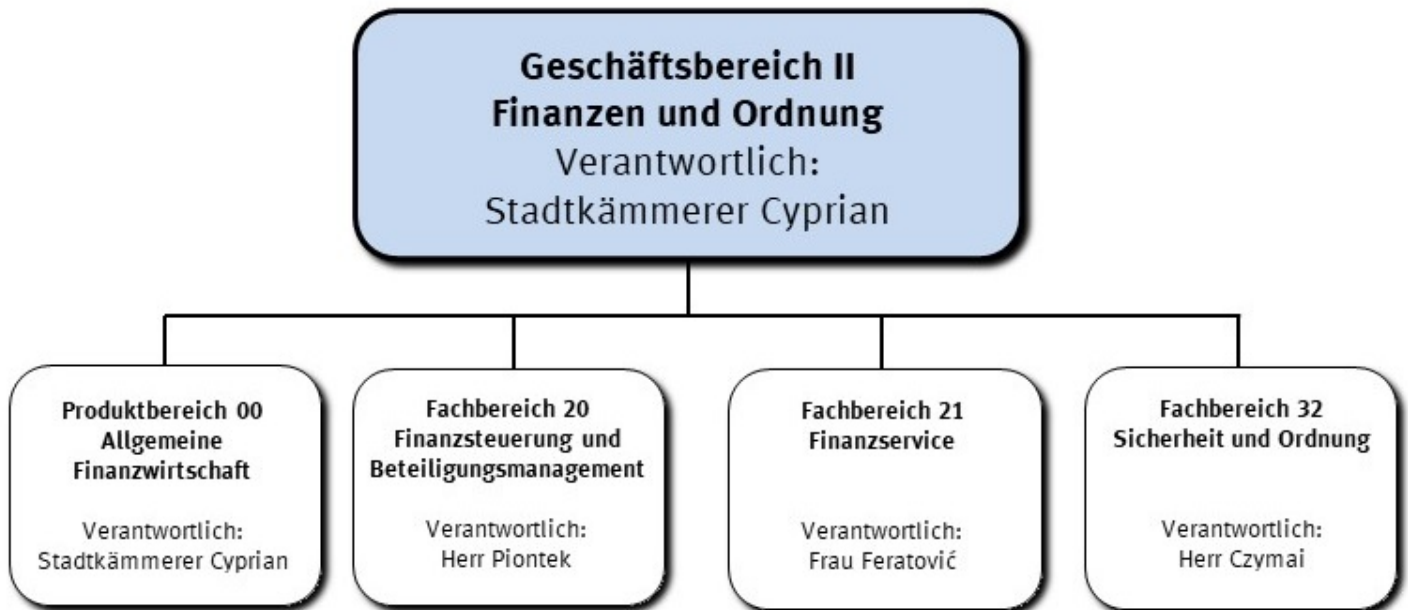 Geschäftsbereich II
Finanzen und Ordnung
Verantwortlich:
Stadtkämmerer Cyprian
Produktbereich 00
Allgemeine
Finanzwirtschaft
Verantwortlich:
Stadtkämmerer Cyprian
Fachbereich 20
Finanzsteuerung und
Beteiligungsmanagement
Verantwortlich:
Herr Piontek
Fachbereich 21
Finanzservice
Verantwortlich:
Frau Feratović
Fachbereich 32
Sicherheit und Ordnung
Verantwortlich:
Herr Czymai